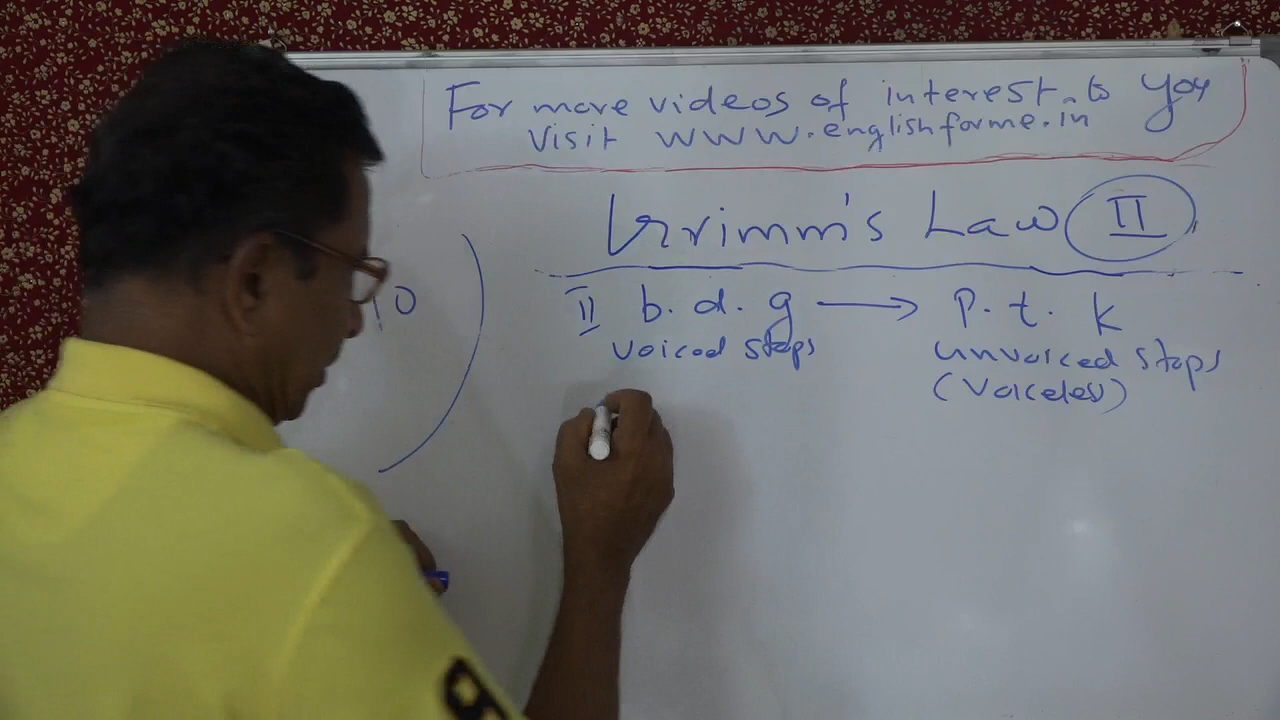 For more videos of interest to you
visit www.englishforme.in
Grimm's Law II
II b. d. g → p. t. k
voiced stops unvoiced stops
(voiceless)